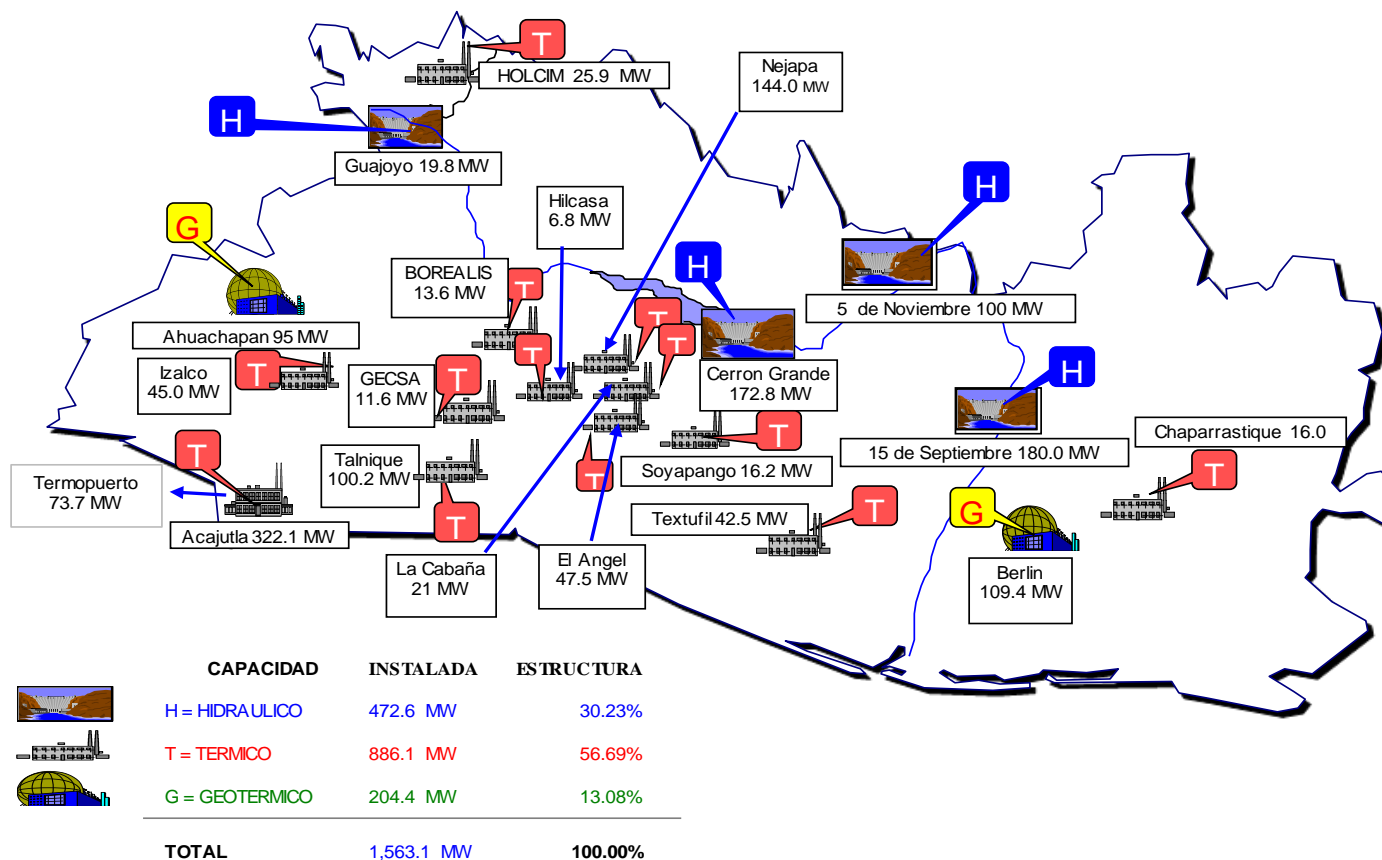 T
HOLCIM 25.9 MW
Nejapa
144.0 MW
H
Guajoyo 19.8 MW
Hilcasa
6.8 MW
H
G
BOREALIS
13.6 MW
T
H
5 de Noviembre 100 MW
Ahuachapan 95 MW
T
T
T
Izalco
45.0 MW
T
GECSA
11.6 MW
T
Cerron Grande
172.8 MW
H
T
Chaparrastique 16.0
15 de Septiembre 180.0 MW
T
Talnique
100.2 MW
T
Soyapango 16.2 MW
T
Termopuerto
73.7 MW
Acajutla 322.1 MW
T
Textufil 42.5 MW
T
G
La Cabaña
21 MW
El Angel
47.5 MW
Berlin
109.4 MW
CAPACIDAD INSTALADA ESTRUCTURA
H = HIDRAULICO 472.6 MW 30.23%
T = TERMICO 886.1 MW 56.69%
G = GEOTERMICO 204.4 MW 13.08%
TOTAL 1,563.1 MW 100.00%